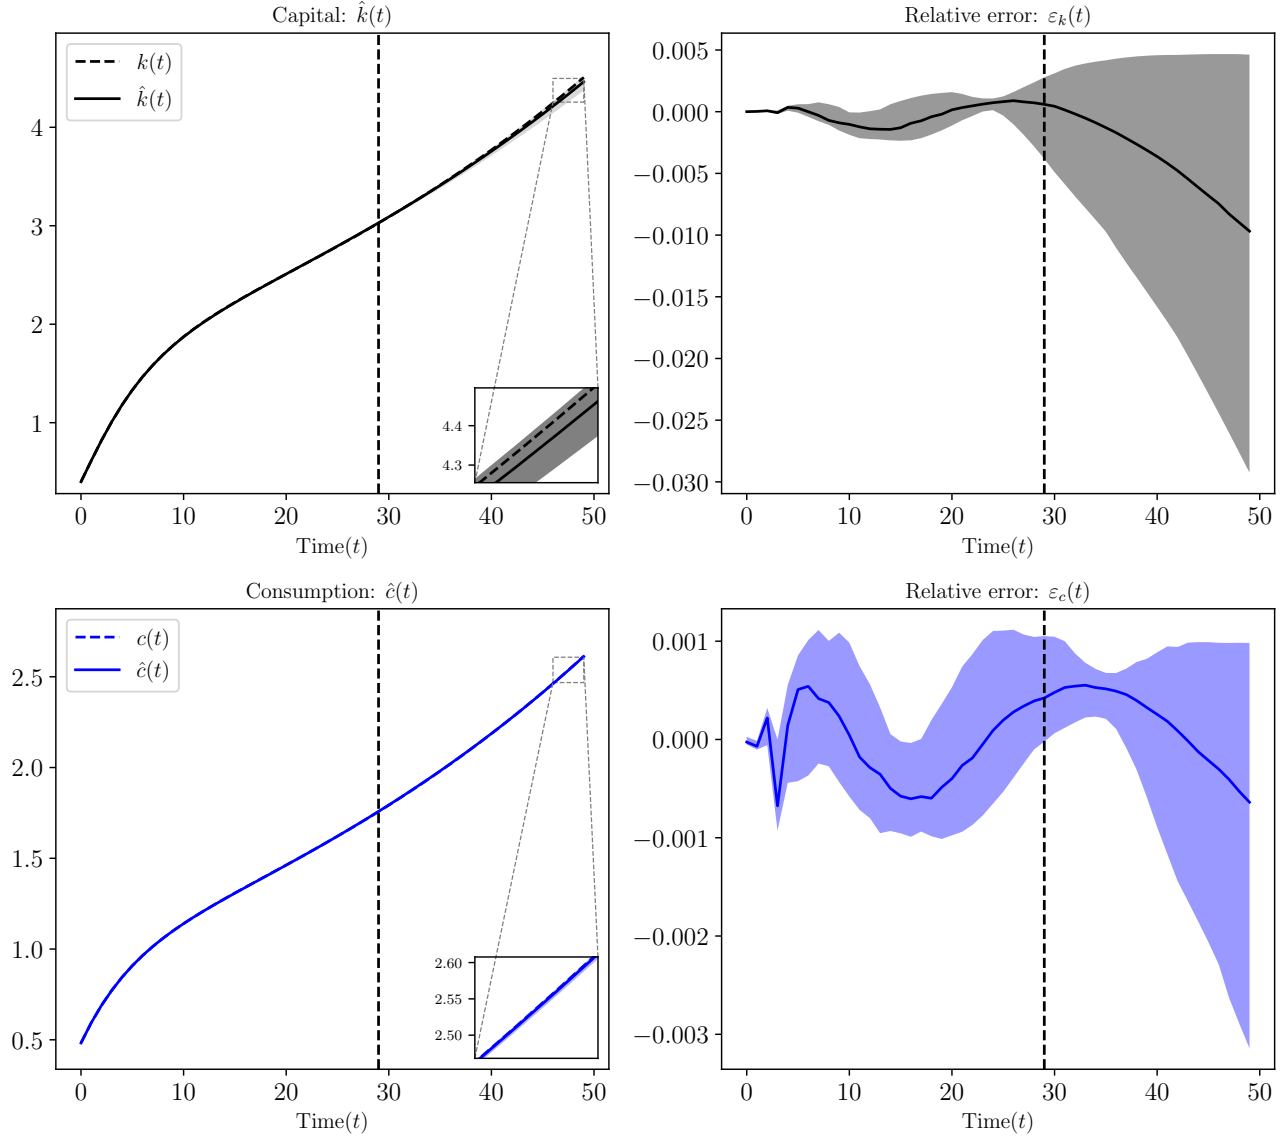 Capital: k̂(t)
k(t)
k̂(t)
4
3
2
1
4.4
4.3
0 10 20 30 40 50
Time(t)
Relative error: εk(t)
0.005
0.000
−0.005
−0.010
−0.015
−0.020
−0.025
−0.030
0 10 20 30 40 50
Time(t)
Consumption: ĉ(t)
c(t)
ĉ(t)
2.5
2.0
1.5
1.0
0.5
2.60
2.55
2.50
0 10 20 30 40 50
Time(t)
Relative error: εc(t)
0.001
0.000
−0.001
−0.002
−0.003
0 10 20 30 40 50
Time(t)